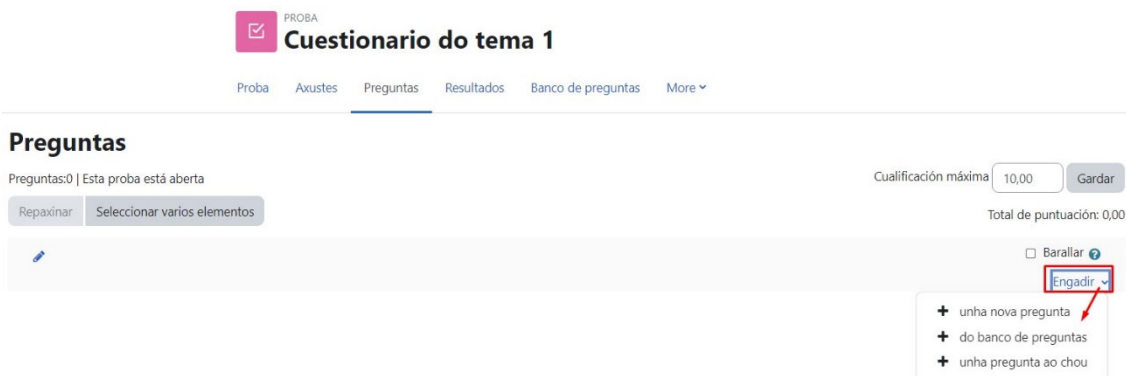 PROBA
Cuestionario do tema 1
Proba Axustes Preguntas Resultados Banco de preguntas More
Preguntas
Preguntas:0 | Esta proba está aberta
Cualificación máxima 10,00 Gardar
Repaxinar Seleccionar varios elementos
Total de puntuación: 0,00
Barallar
Engadir
unha nova pregunta
do banco de preguntas
unha pregunta ao chou